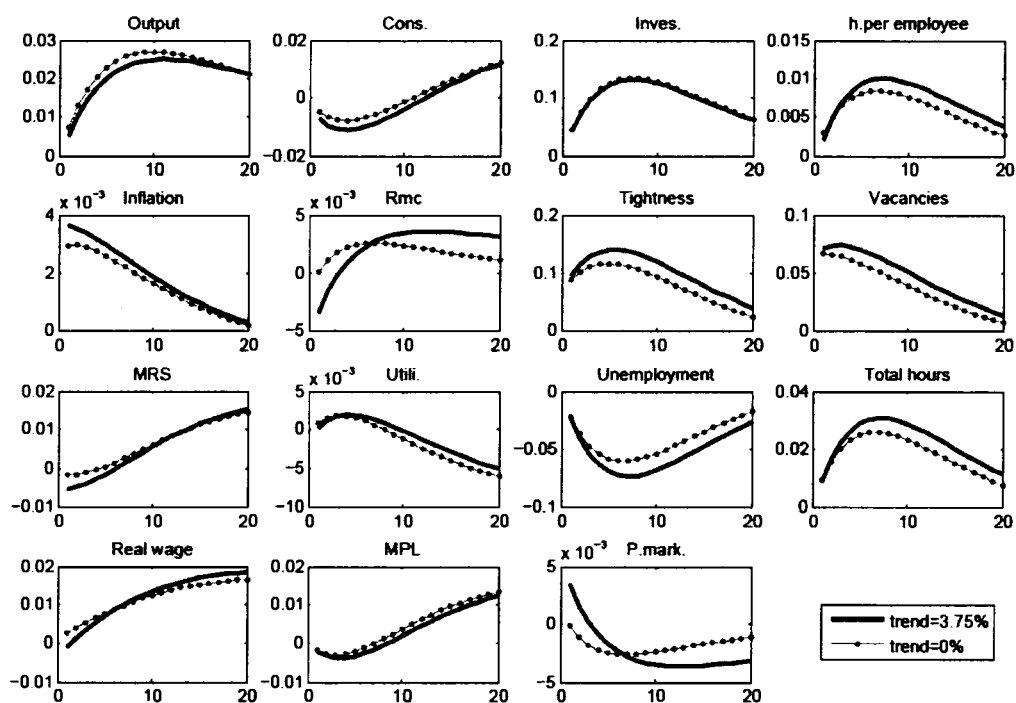 Output
0.03
0.02
0.01
0
0 10 20
Cons.
0.02
0
−0.02
0 10 20
Inves.
0.2
0.1
0
0 10 20
h.per employee
0.015
0.01
0.005
0
0 10 20
Inflation
x 10⁻³
4
2
0
0 10 20
Rmc
x 10⁻³
5
0
−5
0 10 20
Tightness
0.2
0.1
0
0 10 20
Vacancies
0.1
0.05
0
0 10 20
MRS
0.02
0.01
0
−0.01
0 10 20
Utili.
x 10⁻³
5
0
−5
−10
0 10 20
Unemployment
0
−0.05
−0.1
0 10 20
Total hours
0.04
0.02
0
0 10 20
Real wage
0.02
0.01
0
−0.01
0 10 20
MPL
0.02
0.01
0
−0.01
0 10 20
P.mark.
x 10⁻³
5
0
−5
0 10 20
trend=3.75%
trend=0%